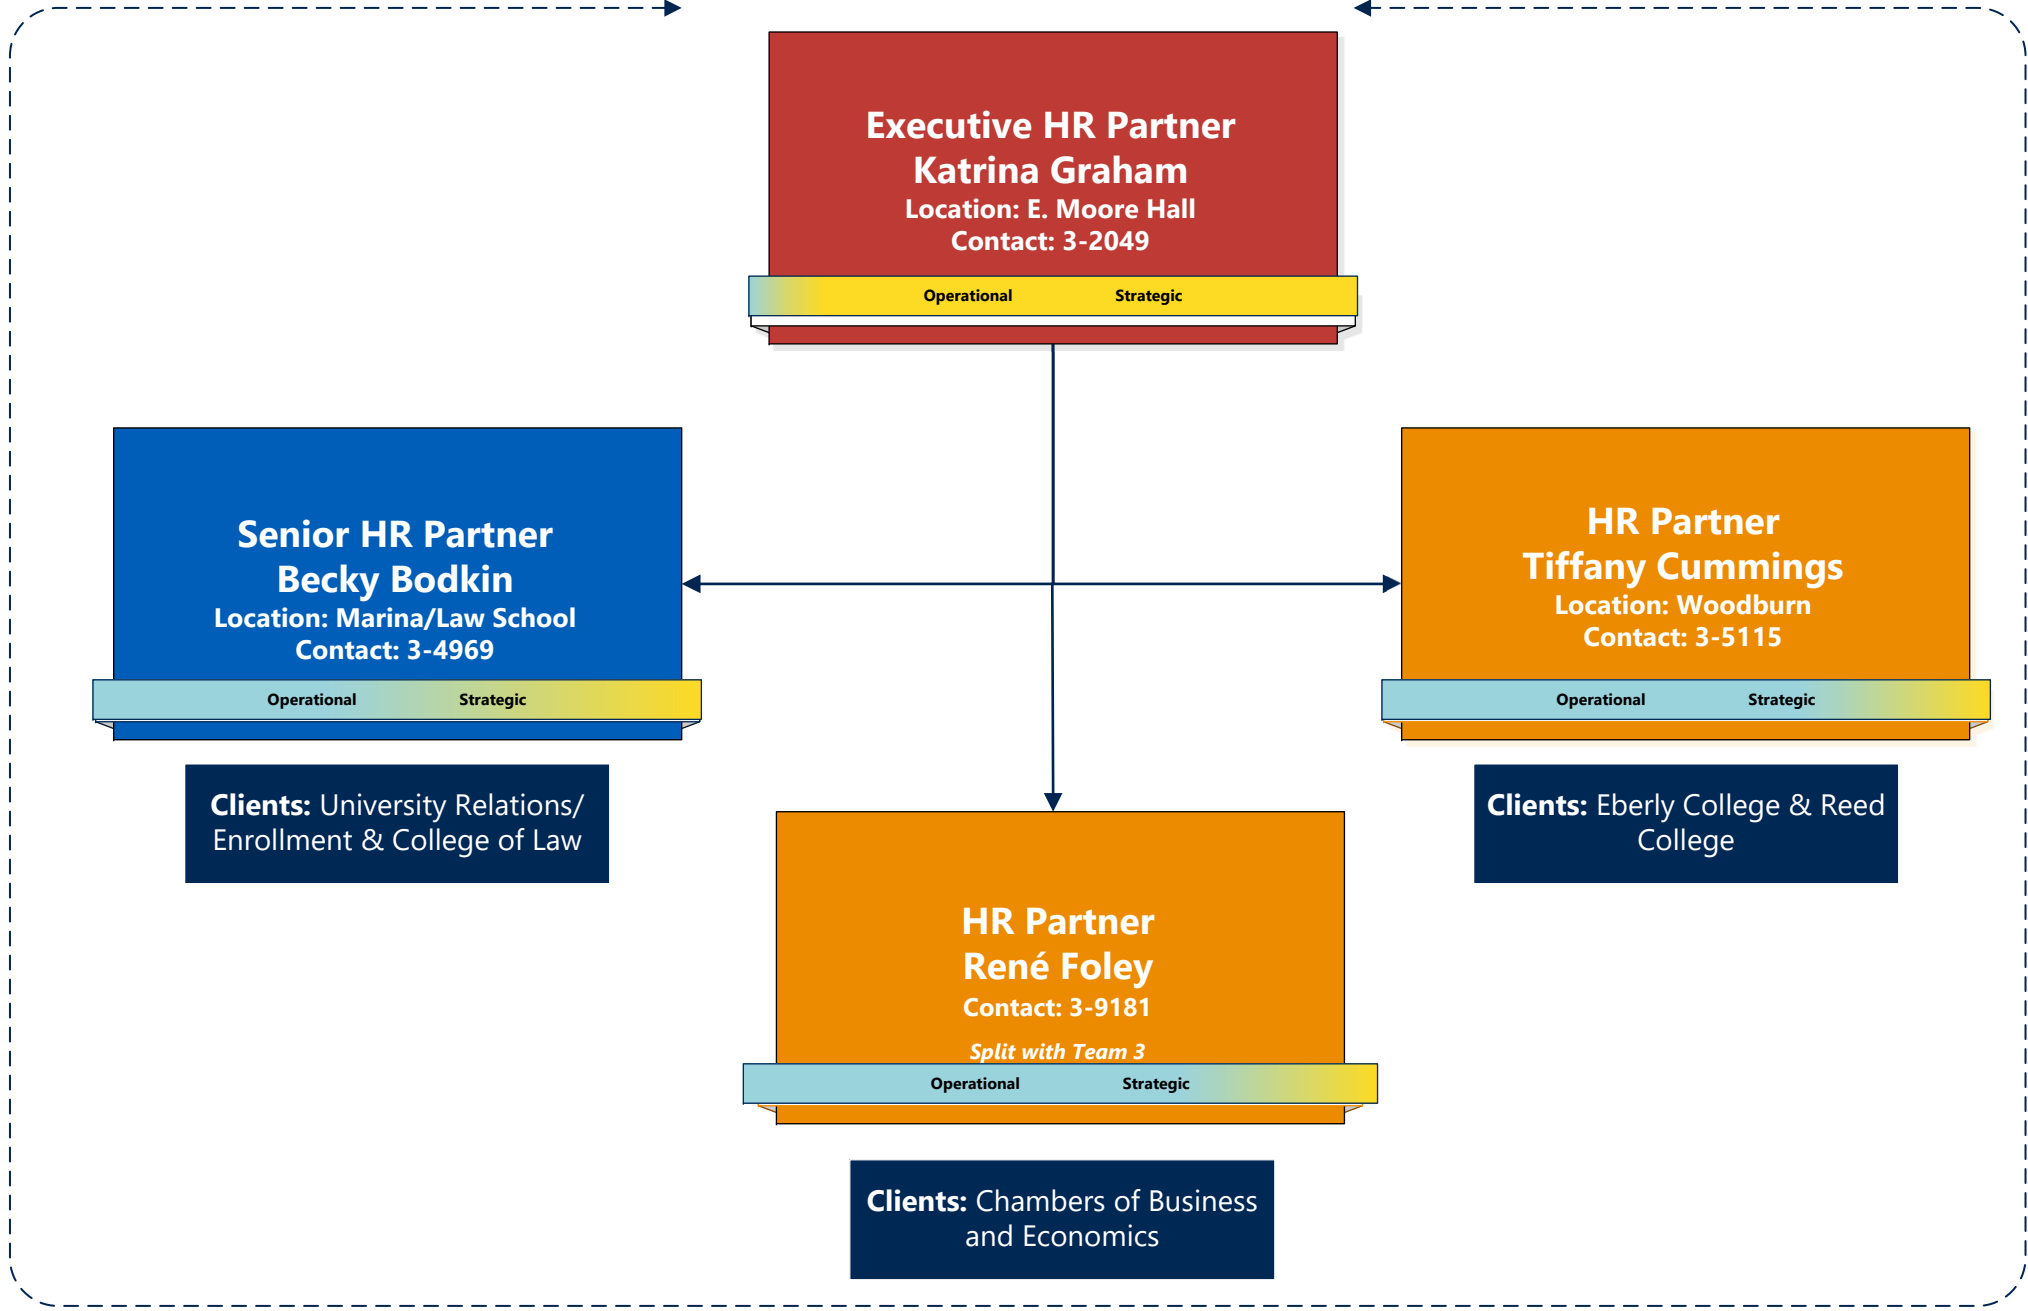 Executive HR Partner
Katrina Graham
Location: E. Moore Hall
Contact: 3-2049
Operational Strategic
Senior HR Partner
Becky Bodkin
Location: Marina/Law School
Contact: 3-4969
Operational Strategic
Clients: University Relations/
Enrollment & College of Law
HR Partner
Tiffany Cummings
Location: Woodburn
Contact: 3-5115
Operational Strategic
Clients: Eberly College & Reed
College
HR Partner
René Foley
Contact: 3-9181
Split with Team 3
Operational Strategic
Clients: Chambers of Business
and Economics